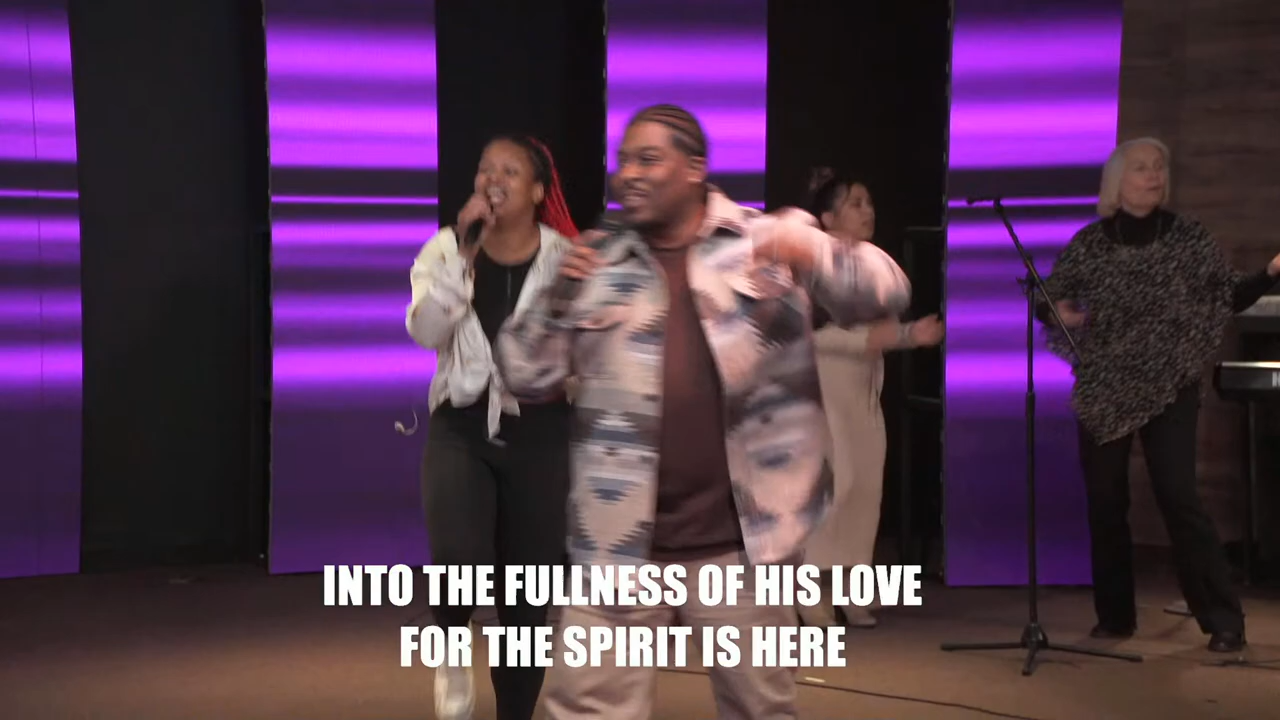 INTO THE FULLNESS OF HIS LOVE
FOR THE SPIRIT IS HERE